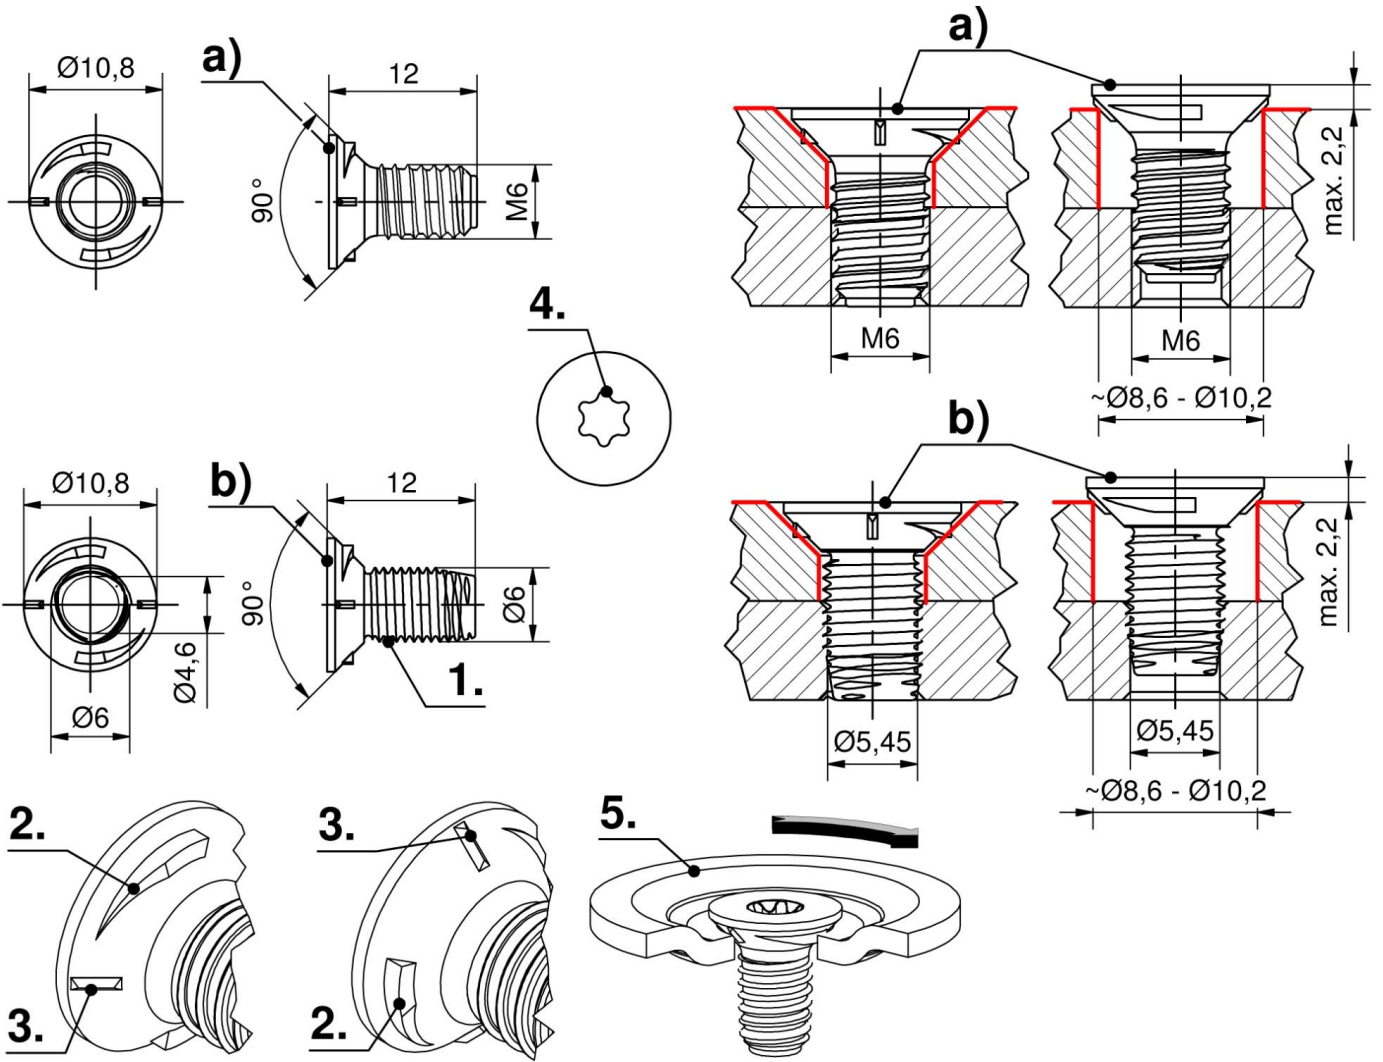 Ø10,8
a)
12
90°
M6
4.
a)
max. 2,2
M6
M6
~Ø8,6 - Ø10,2
Ø10,8
b)
12
90°
Ø6
Ø4,6
Ø6
1.
b)
max. 2,2
Ø5,45
Ø5,45
~Ø8,6 - Ø10,2
2.
3.
3.
2.
5.